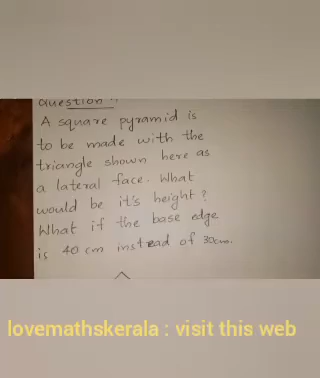 Question
A square pyramid is
to be made with the
triangle shown here as
a lateral face. What
would be it's height?
What if the base edge
is 40 cm instead of 30cm.
lovemathskerala : visit this web